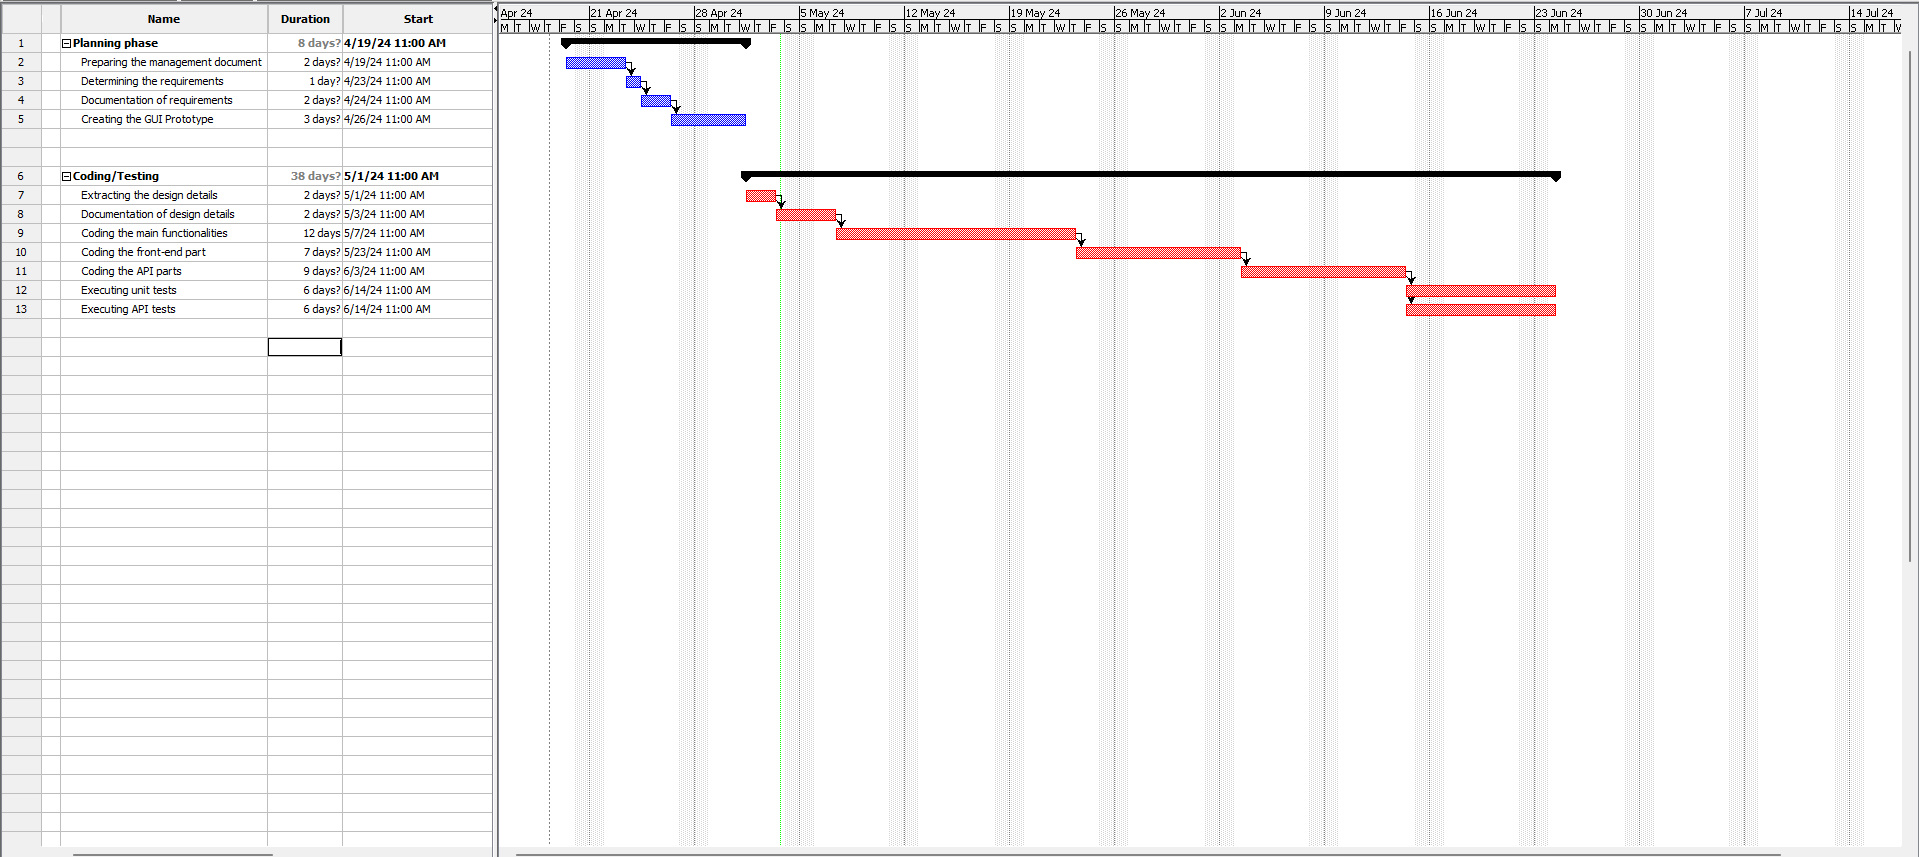 Name Duration Start
1 Planning phase 8 days? 4/19/24 11:00 AM
2 Preparing the management document 2 days? 4/19/24 11:00 AM
3 Determining the requirements 1 day? 4/23/24 11:00 AM
4 Documentation of requirements 2 days? 4/24/24 11:00 AM
5 Creating the GUI Prototype 3 days? 4/26/24 11:00 AM
6 Coding/Testing 38 days? 5/1/24 11:00 AM
7 Extracting the design details 2 days? 5/1/24 11:00 AM
8 Documentation of design details 2 days? 5/3/24 11:00 AM
9 Coding the main functionalities 12 days 5/7/24 11:00 AM
10 Coding the front-end part 7 days? 5/23/24 11:00 AM
11 Coding the API parts 9 days? 6/3/24 11:00 AM
12 Executing unit tests 6 days? 6/14/24 11:00 AM
13 Executing API tests 6 days? 6/14/24 11:00 AM
Apr 24 21 Apr 24 28 Apr 24 5 May 24 12 May 24 19 May 24 26 May 24 2 Jun 24 9 Jun 24 16 Jun 24 23 Jun 24 30 Jun 24 7 Jul 24 14 Jul 24
M T W T F S S M T W T F S S M T W T F S S M T W T F S S M T W T F S S M T W T F S S M T W T F S S M T W T F S S M T W T F S S M T W T F S S M T W T F S S M T W T F S S M T W T F S S M T W